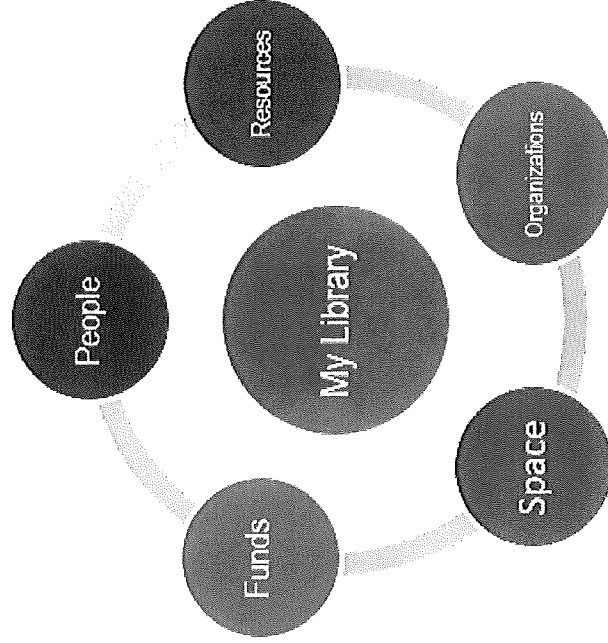 People
Resources
Organizations
Space
Funds
My Library